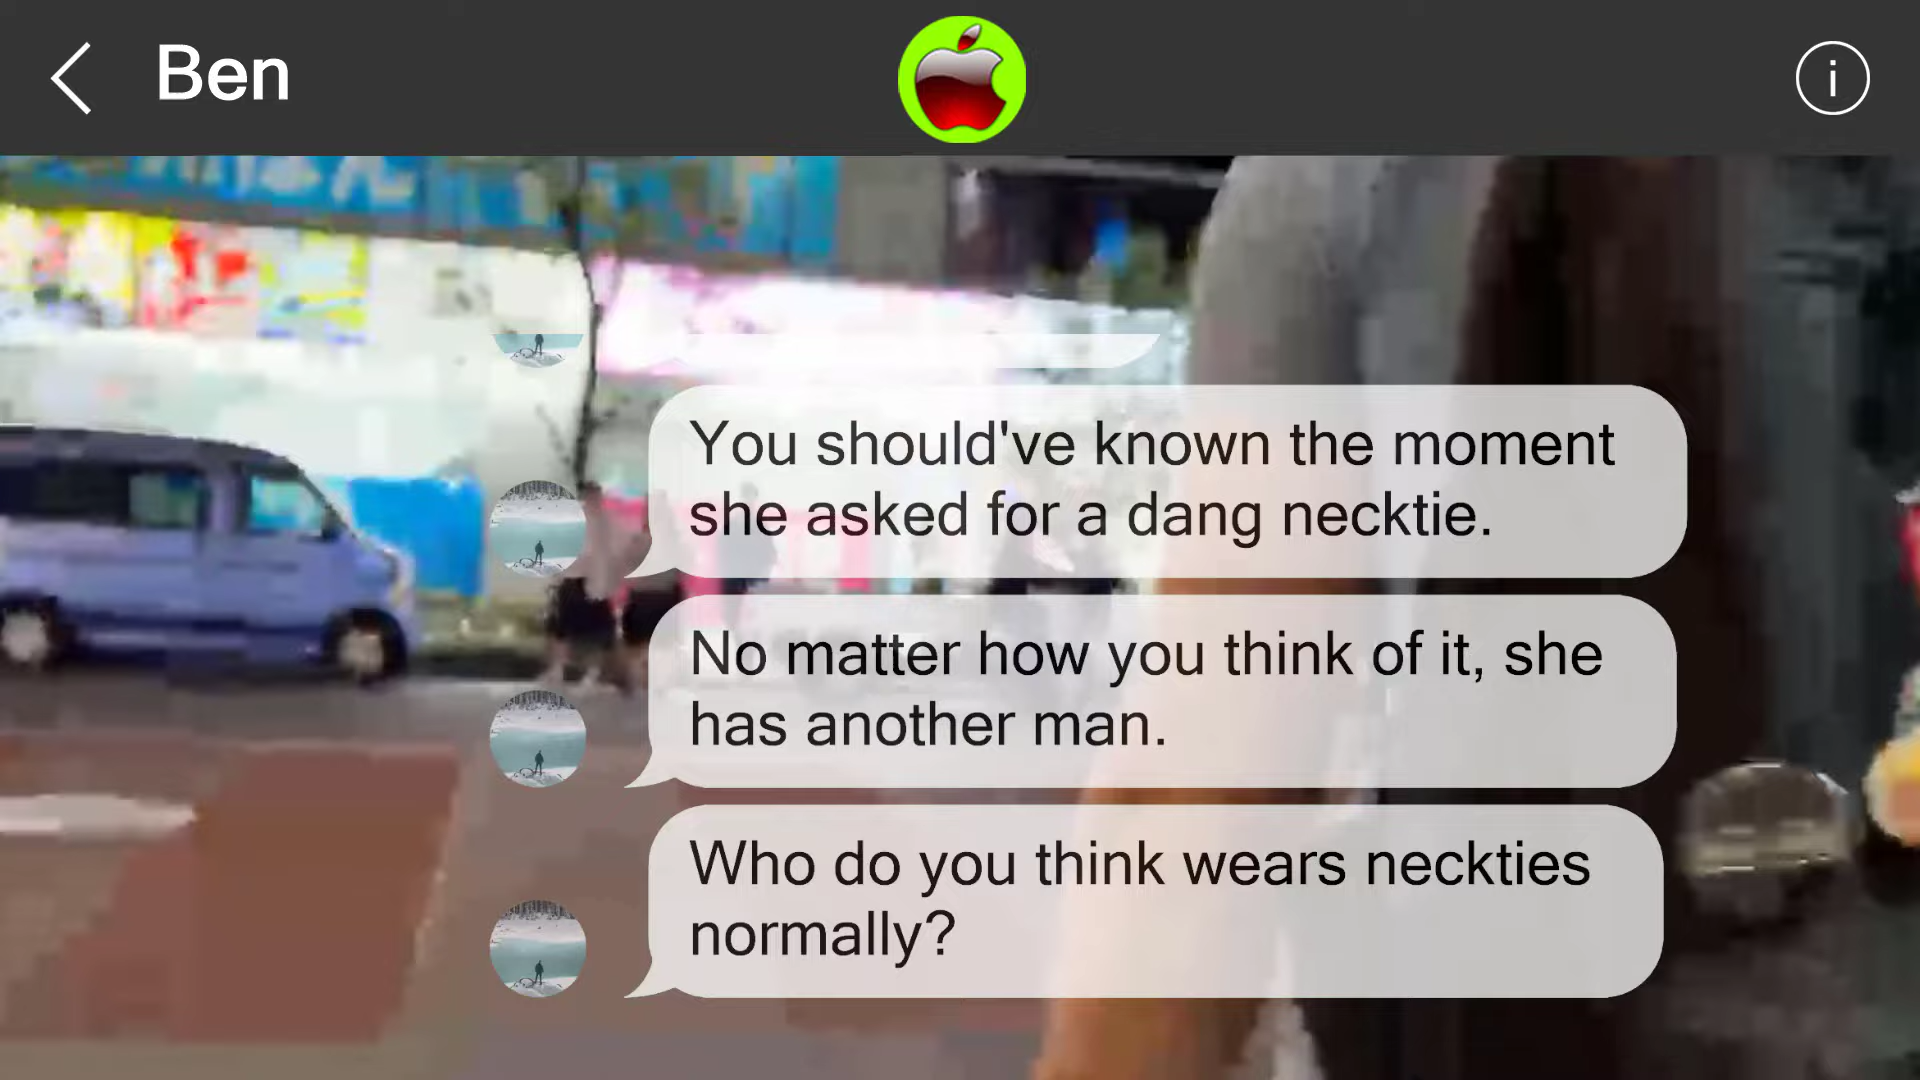 Ben
You should've known the moment
she asked for a dang necktie.
No matter how you think of it, she
has another man.
Who do you think wears neckties
normally?